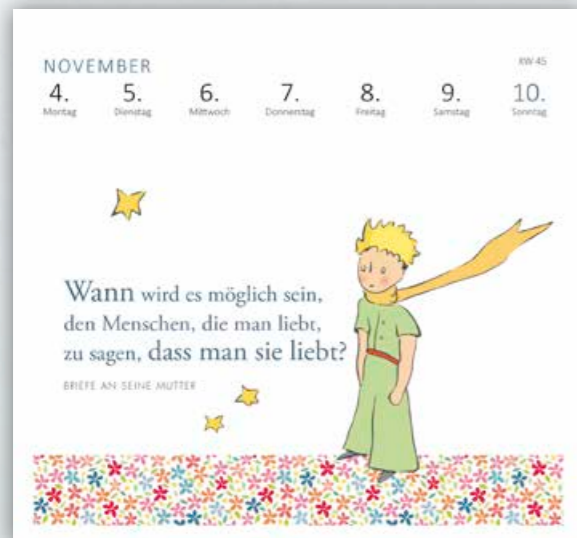 NOVEMBER
KW 45
4. 5. 6. 7. 8. 9. 10.
Montag Dienstag Mittwoch Donnerstag Freitag Samstag Sonntag
Wann wird es möglich sein,
den Menschen, die man liebt,
zu sagen, dass man sie liebt?
BRIEFE AN SEINE MUTTER